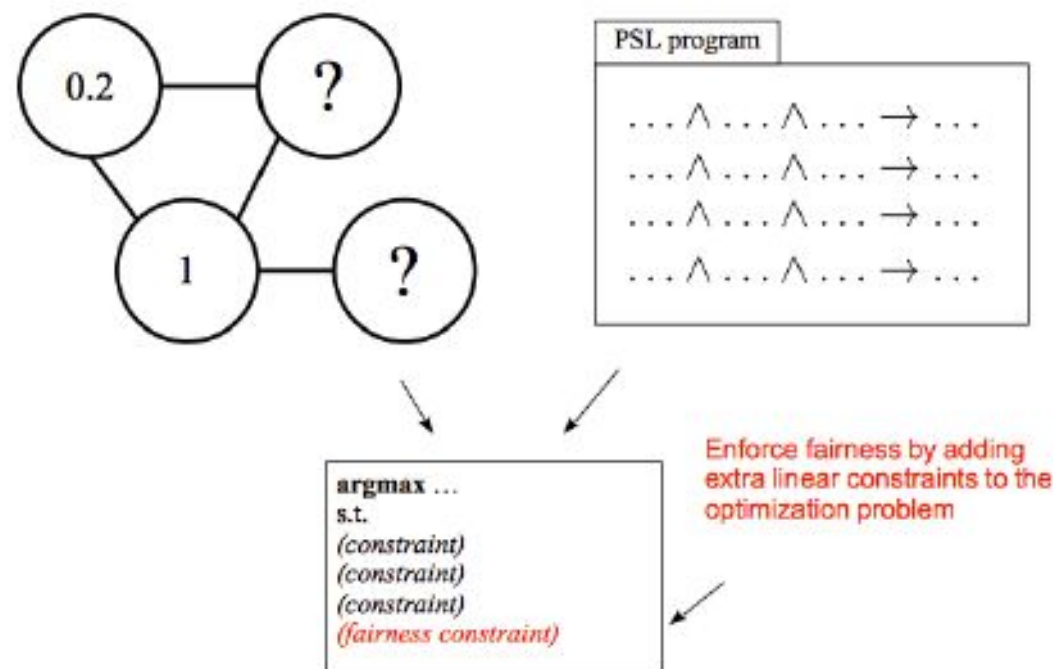 0.2
?
1
?
PSL program
... ∧ ... ∧ ... → ...
... ∧ ... ∧ ... → ...
... ∧ ... ∧ ... → ...
... ∧ ... ∧ ... → ...
Enforce fairness by adding
extra linear constraints to the
optimization problem
argmax ...
s.t.
(constraint)
(constraint)
(constraint)
(fairness constraint)